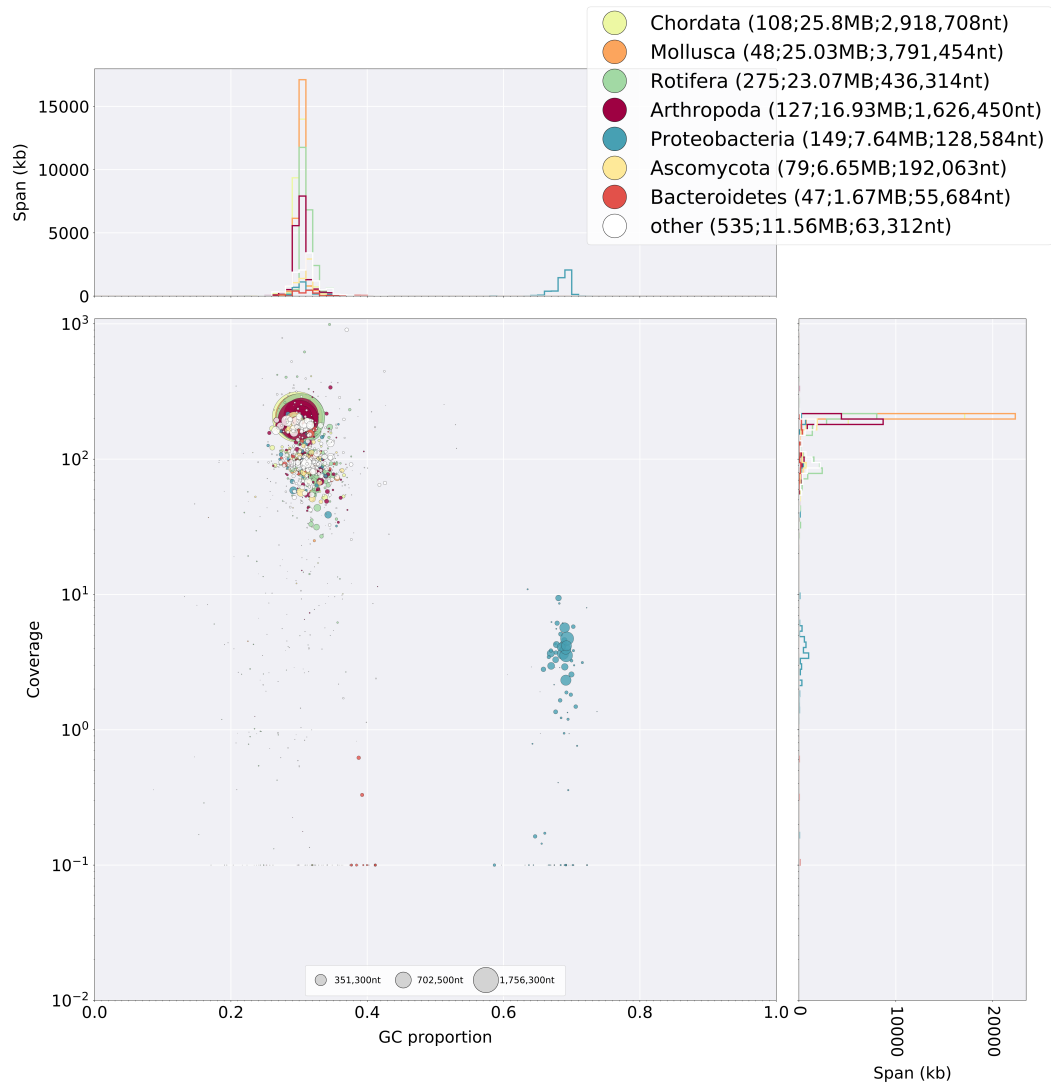 Chordata (108;25.8MB;2,918,708nt)
Mollusca (48;25.03MB;3,791,454nt)
Rotifera (275;23.07MB;436,314nt)
Arthropoda (127;16.93MB;1,626,450nt)
Proteobacteria (149;7.64MB;128,584nt)
Ascomycota (79;6.65MB;192,063nt)
Bacteroidetes (47;1.67MB;55,684nt)
other (535;11.56MB;63,312nt)
Span (kb)
15000
10000
5000
0
Coverage
10³
10²
10¹
10⁰
10⁻¹
10⁻²
351,300nt 702,500nt 1,756,300nt
0.0 0.2 0.4 0.6 0.8 1.0
GC proportion
0 10000 20000
Span (kb)